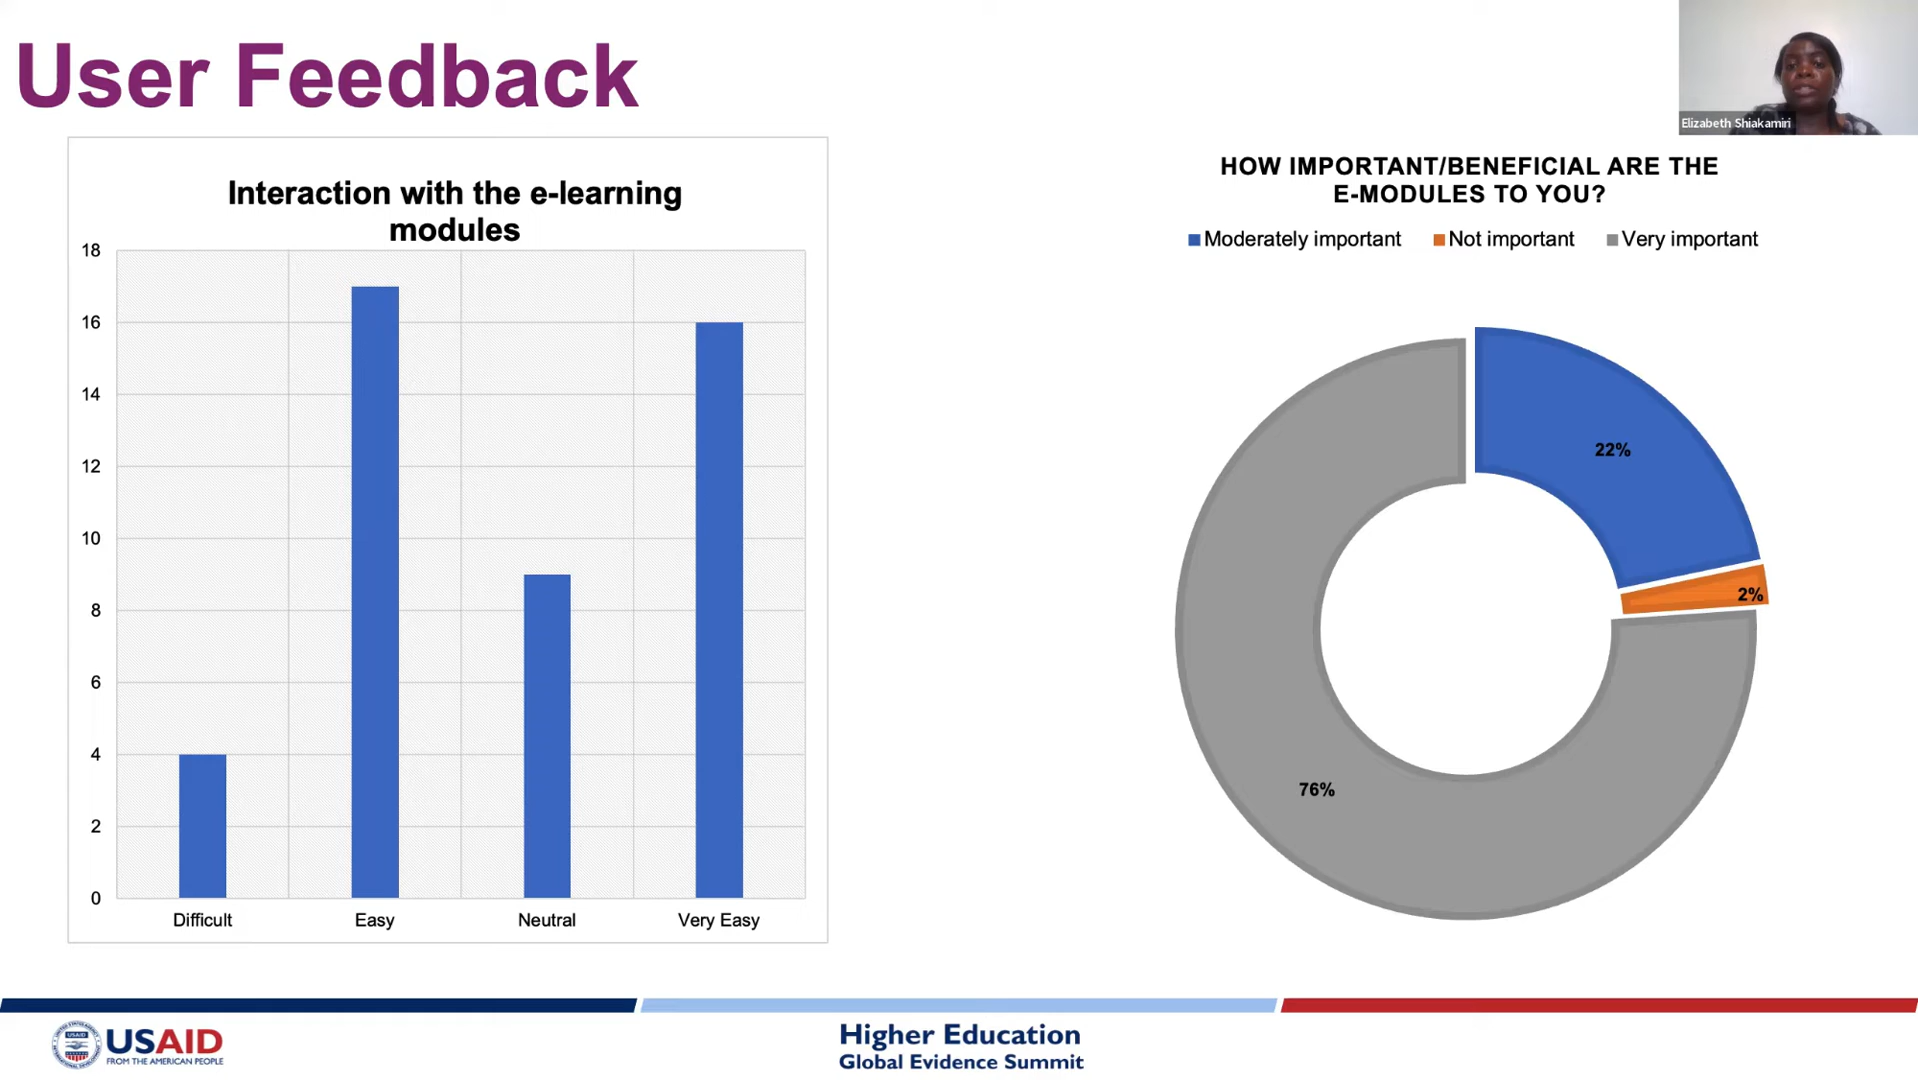 User Feedback
Elizabeth Shiakamiri
Interaction with the e-learning
modules
18
16
14
12
10
8
6
4
2
0
Difficult
Easy
Neutral
Very Easy
HOW IMPORTANT/BENEFICIAL ARE THE
E-MODULES TO YOU?
Moderately important
Not important
Very important
22%
2%
76%
USAID
USAID
FROM THE AMERICAN PEOPLE
Higher Education
Global Evidence Summit